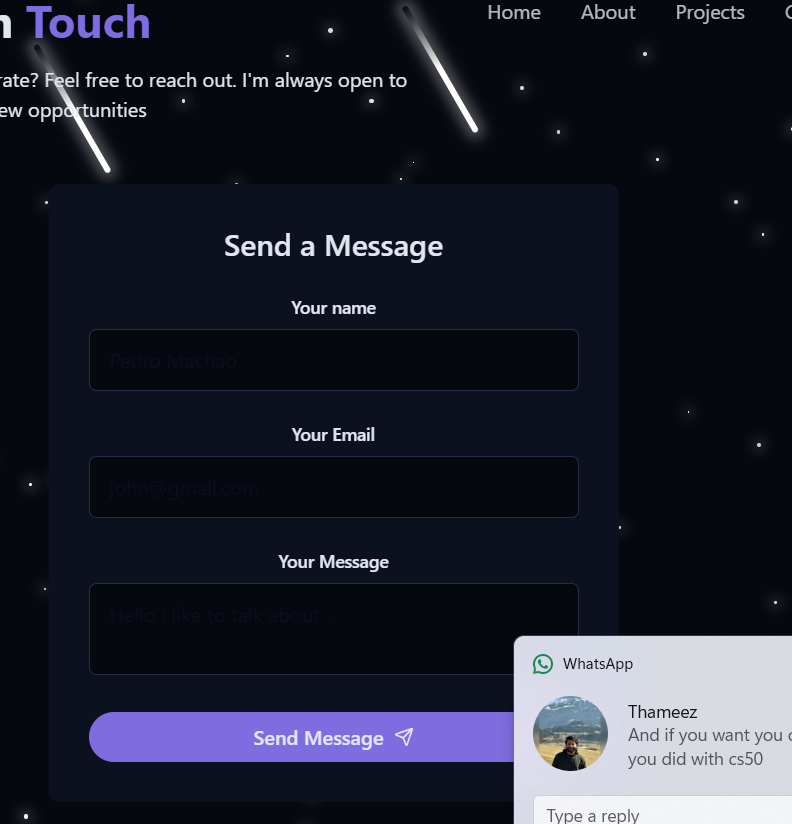 n Touch
Home About Projects C
rate? Feel free to reach out. I'm always open to
ew opportunities
Send a Message
Your name
Pedro Machao
Your Email
john@gmail.com
Your Message
Hello i like to talk about ...
Send Message
WhatsApp
Thameez
And if you want you c
you did with cs50
Type a reply